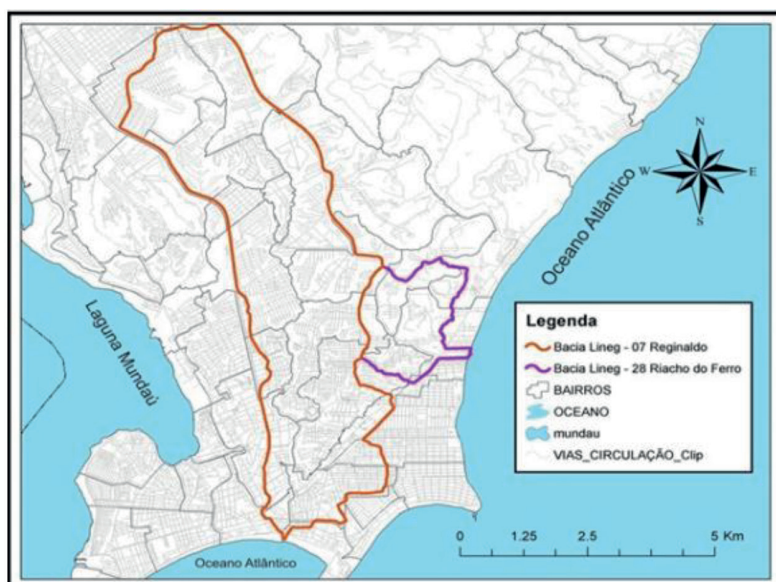 N
W
E
S
Oceano Atlântico
Laguna Mundaú
Legenda
Bacia Lineg - 07 Reginaldo
Bacia Lineg - 28 Riacho do Ferro
BAIRROS
OCEANO
mundau
VIAS_CIRCULAÇÃO_Clip
0 1.25 2.5 5 Km
Oceano Atlântico